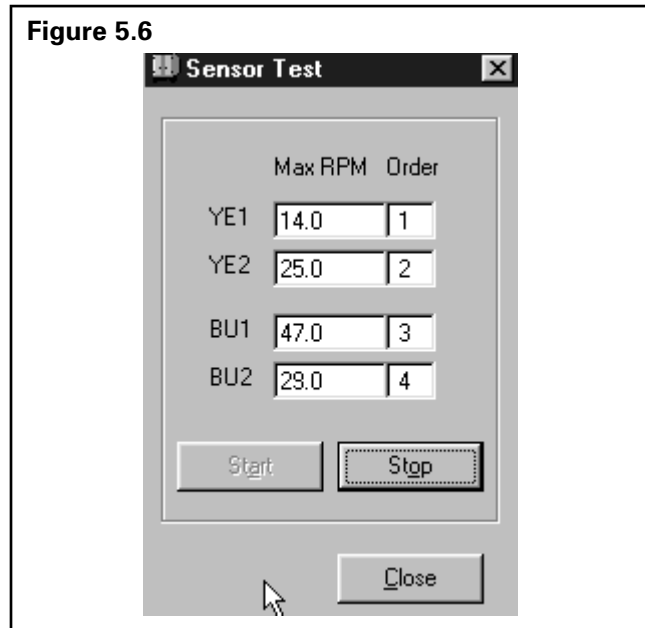 Figure 5.6
Sensor Test
Max RPM Order
YE1 14.0 1
YE2 25.0 2
BU1 47.0 3
BU2 29.0 4
Start Stop
Close